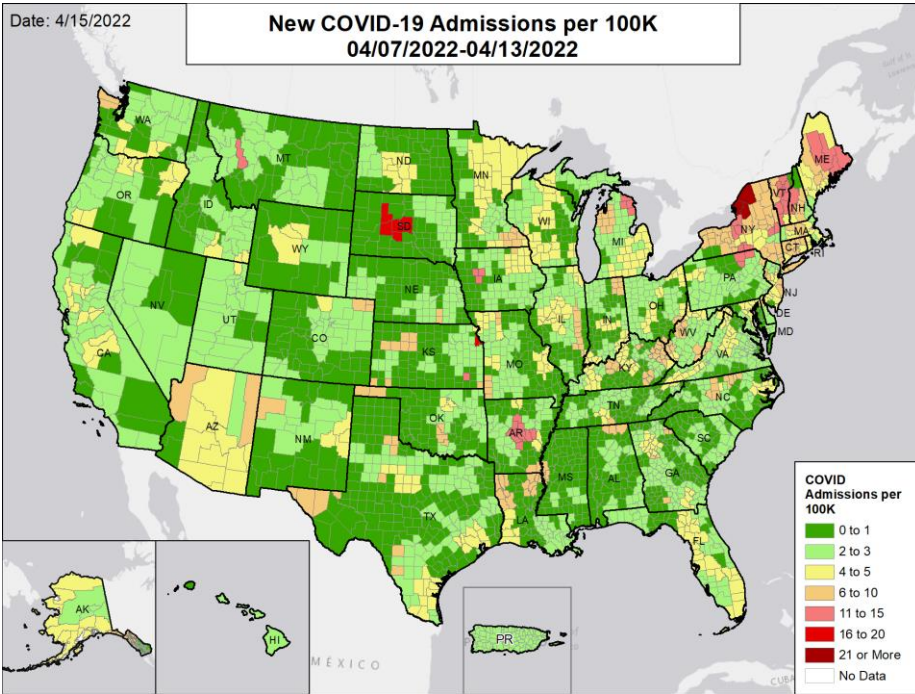 Date: 4/15/2022
New COVID-19 Admissions per 100K
04/07/2022-04/13/2022
WA
MT
ND
MN
ME
OR
ID
SD
WI
VT
NH
WY
MI
NY
MA
CT
RI
NV
UT
NE
IA
PA
NJ
CA
CO
KS
IL
IN
OH
DE
MD
MO
WV
VA
KY
AZ
NM
OK
AR
TN
NC
SC
TX
LA
MS
AL
GA
FL
AK
HI
PR
MÉXICO
CUBA
COVID
Admissions per
100K
0 to 1
2 to 3
4 to 5
6 to 10
11 to 15
16 to 20
21 or More
No Data